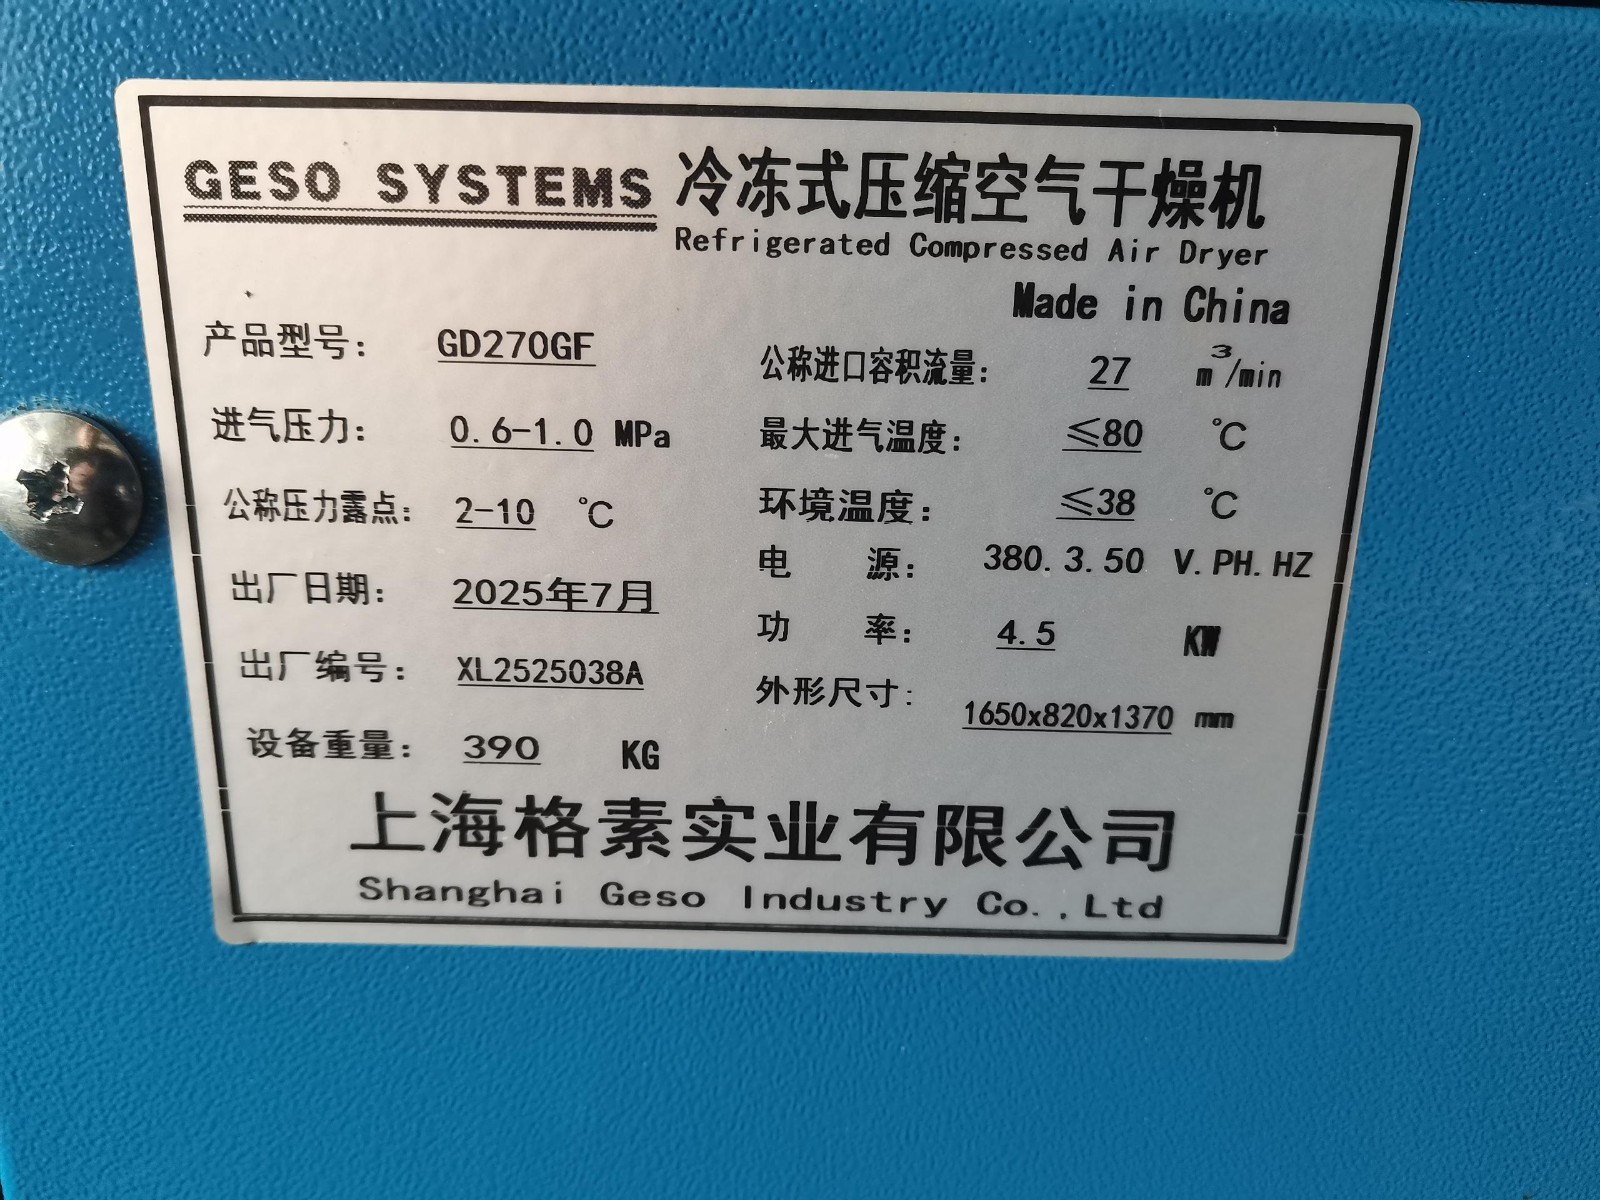 GESO SYSTEMS 冷冻式压缩空气干燥机
Refrigerated Compressed Air Dryer
Made in China
产品型号: GD270GF
公称进口容积流量: 27 m³/min
进气压力: 0.6-1.0 MPa
最大进气温度: ≤80 ℃
公称压力露点: 2-10 ℃
环境温度: ≤38 ℃
电 源: 380.3.50 V.PH.HZ
出厂日期: 2025年7月
功 率: 4.5 KW
出厂编号: XL2525038A
外形尺寸: 1650x820x1370 mm
设备重量: 390 KG
上海格素实业有限公司
Shanghai Geso Industry Co.,Ltd